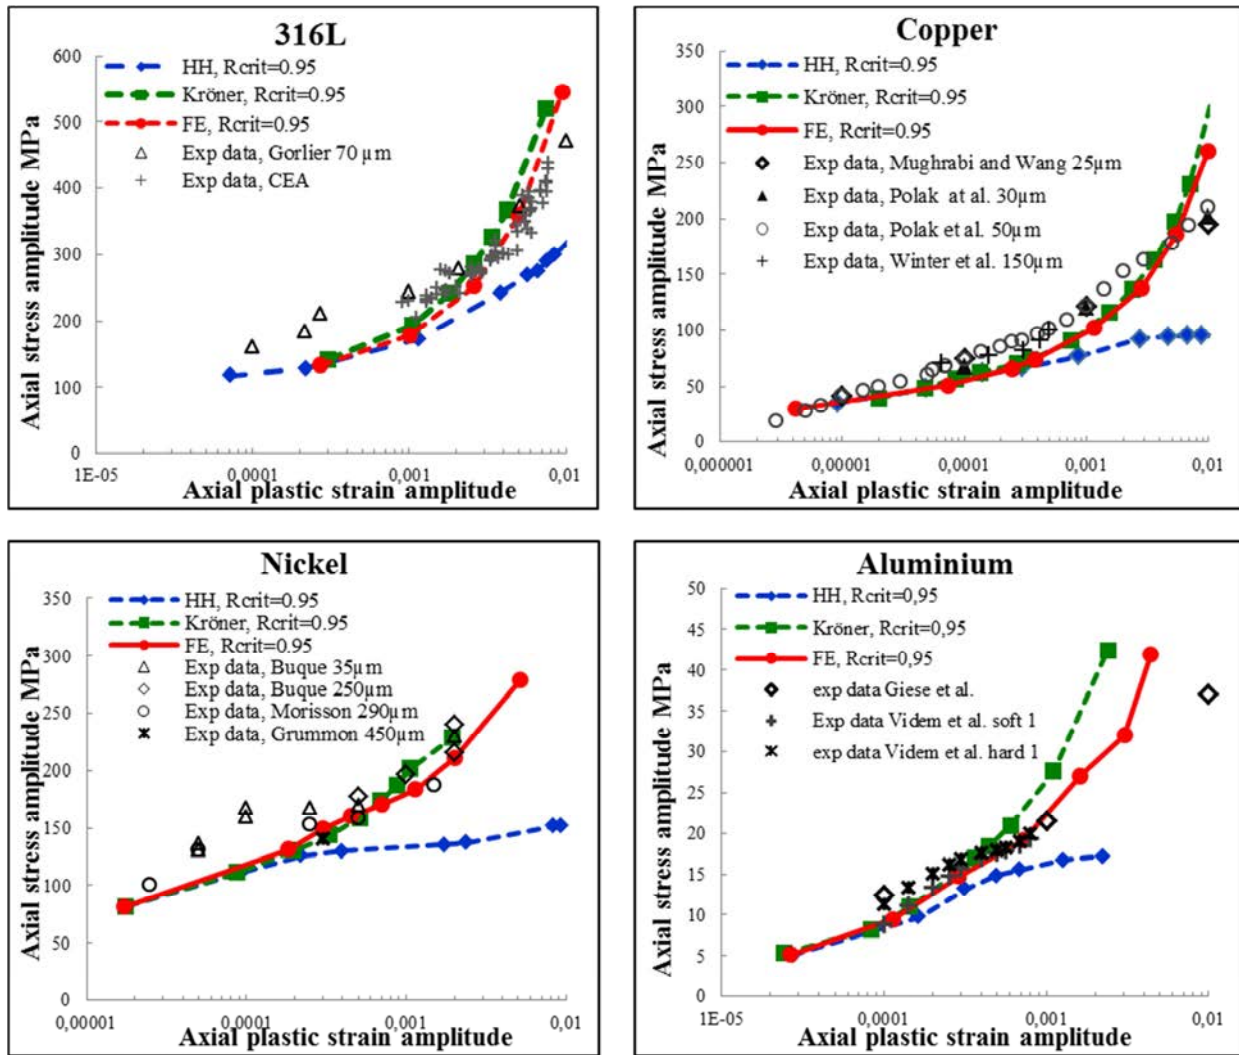 316L
HH, Rcrit=0.95
Kröner, Rcrit=0.95
FE, Rcrit=0.95
Exp data, Gorlier 70 µm
Exp data, CEA
Axial stress amplitude MPa
600
500
400
300
200
100
0
1E-05
0,0001
0,001
0,01
Axial plastic strain amplitude
Copper
HH, Rcrit=0.95
Kröner, Rcrit=0.95
FE, Rcrit=0.95
Exp data, Mughrabi and Wang 25µm
Exp data, Polak at al. 30µm
Exp data, Polak et al. 50µm
Exp data, Winter et al. 150µm
Axial stress amplitude MPa
350
300
250
200
150
100
50
0
0,000001
0,00001
0,0001
0,001
0,01
Axial plastic strain amplitude
Nickel
HH, Rcrit=0.95
Kröner, Rcrit=0.95
FE, Rcrit=0.95
Exp data, Buque 35µm
Exp data, Buque 250µm
Exp data, Morisson 290µm
Exp data, Grummon 450µm
Axial stress amplitude MPa
350
300
250
200
150
100
50
0
0,00001
0,0001
0,001
0,01
Axial plastic strain amplitude
Aluminium
HH, Rcrit=0,95
Kröner, Rcrit=0,95
FE, Rcrit=0,95
exp data Giese et al.
Exp data Videm et al. soft 1
exp data Videm et al. hard 1
Axial stress amplitude MPa
50
45
40
35
30
25
20
15
10
5
0
1E-05
0,0001
0,001
0,01
Axial plastic strain amplitude